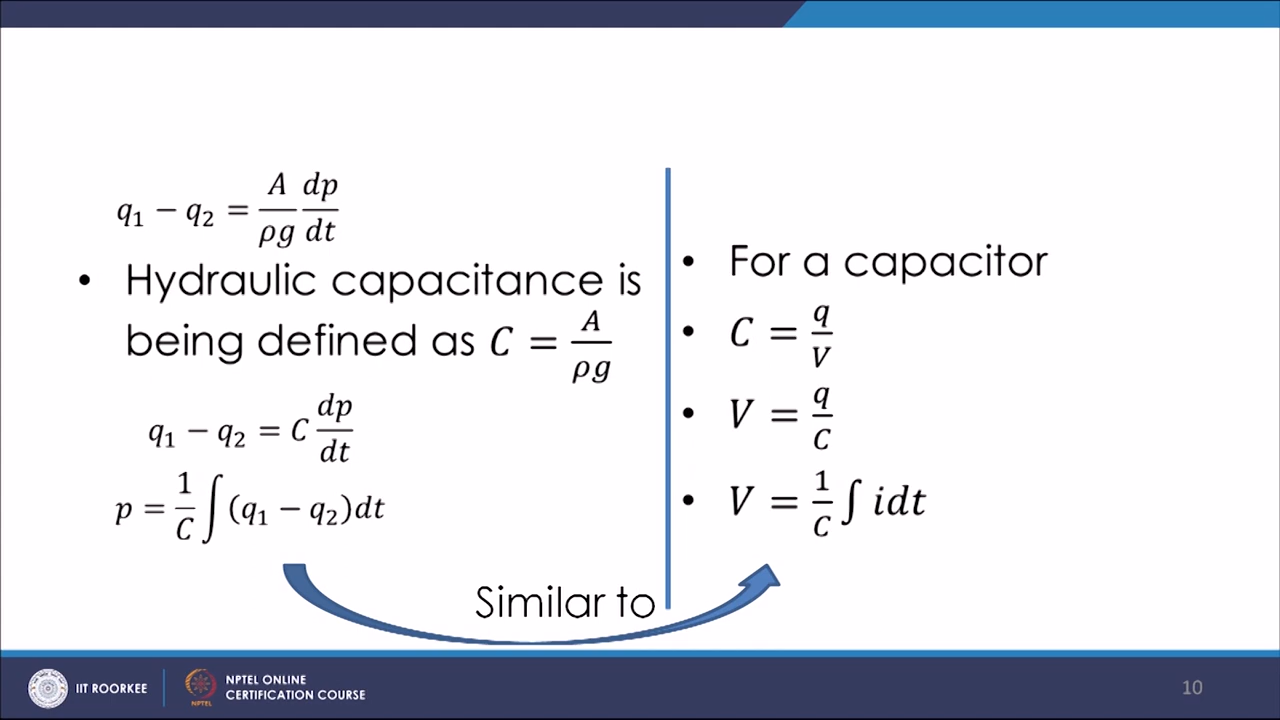 q₁ − q₂ = A/ρg dp/dt
• Hydraulic capacitance is
being defined as C = A/ρg
q₁ − q₂ = C dp/dt
p = 1/C ∫(q₁ − q₂)dt
• For a capacitor
• C = q/V
• V = q/C
• V = 1/C ∫ idt
Similar to
IIT ROORKEE
NPTEL
NPTEL ONLINE
CERTIFICATION COURSE
10